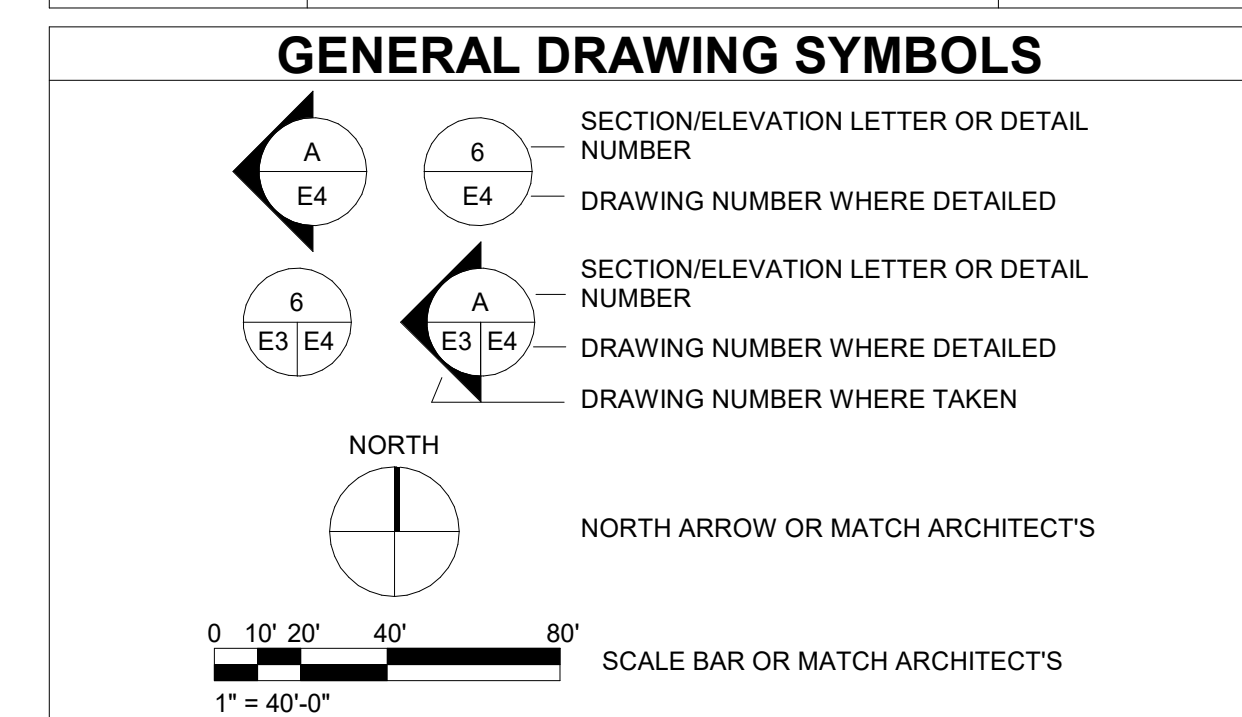 GENERAL DRAWING SYMBOLS
A
E4
6
E4
SECTION/ELEVATION LETTER OR DETAIL
NUMBER
DRAWING NUMBER WHERE DETAILED
6
E3 E4
A
E3 E4
SECTION/ELEVATION LETTER OR DETAIL
NUMBER
DRAWING NUMBER WHERE DETAILED
DRAWING NUMBER WHERE TAKEN
NORTH
NORTH ARROW OR MATCH ARCHITECT'S
0 10' 20' 40' 80'
SCALE BAR OR MATCH ARCHITECT'S
1" = 40'-0"